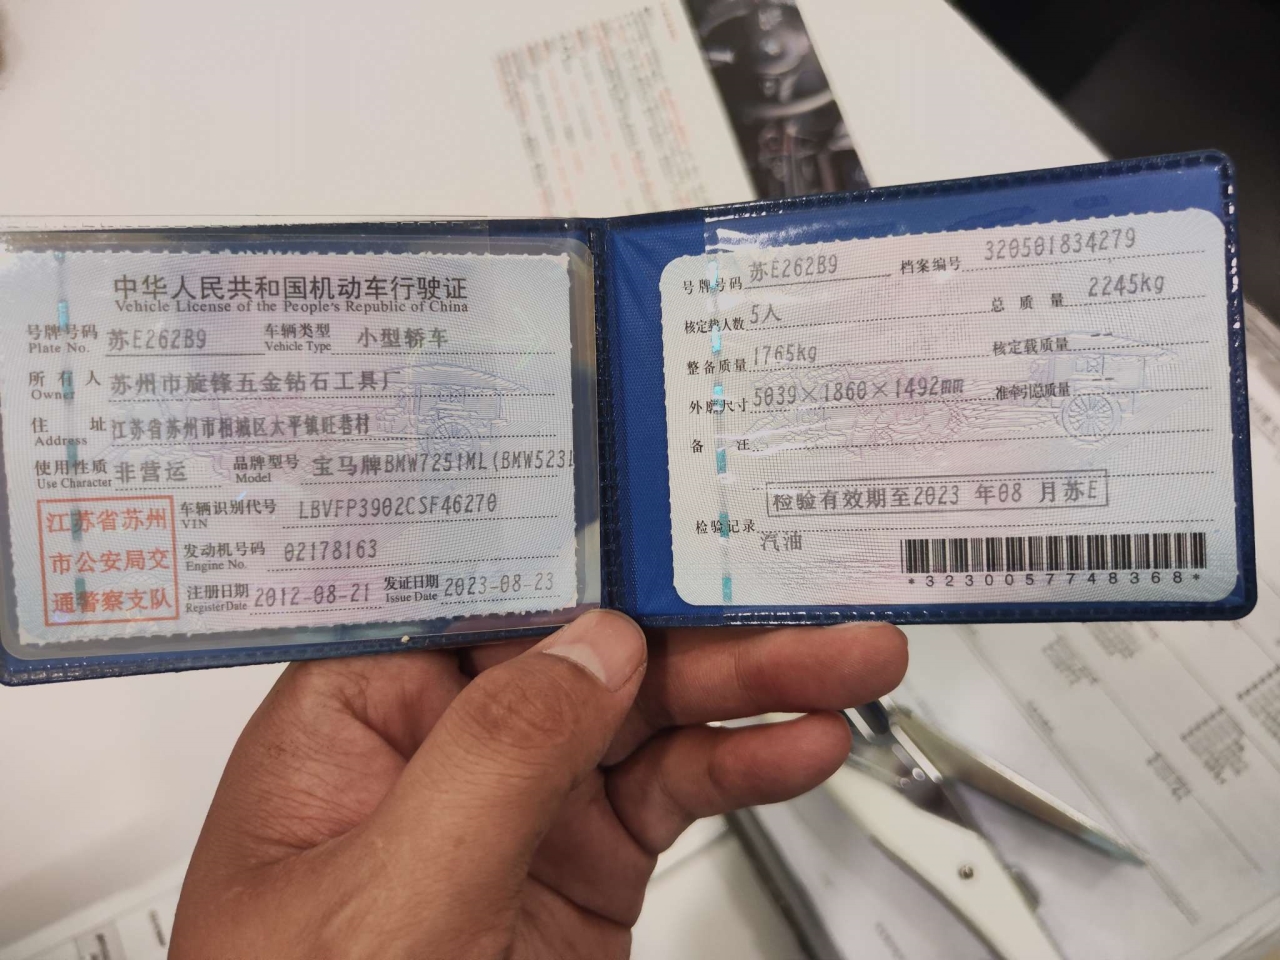 中华人民共和国机动车行驶证
Vehicle License of the People's Republic of China
号牌号码 苏E262B9 车辆类型 小型轿车
Plate No. Vehicle Type
所有人 苏州市旋锋五金钻石工具厂
Owner
住址 江苏省苏州市相城区太平镇旺巷村
Address
使用性质 非营运 品牌型号 宝马牌BMW7251ML(BMW523l
Use Character Model
江苏省苏州
市公安局交
通警察支队
车辆识别代号 LBVFP3902CSF46270
VIN
发动机号码 02178163
Engine No.
注册日期 2012-08-21 发证日期 2023-08-23
Register Date Issue Date
号牌号码 苏E262B9 档案编号 320501834279
核定载人数 5人 总质量 2245kg
整备质量 1765kg 核定载质量 --
外廓尺寸 5039×1860×1492mm 准牵引总质量 --
备注
检验有效期至2023 年08 月苏E
检验记录
汽油
*3230057748368*